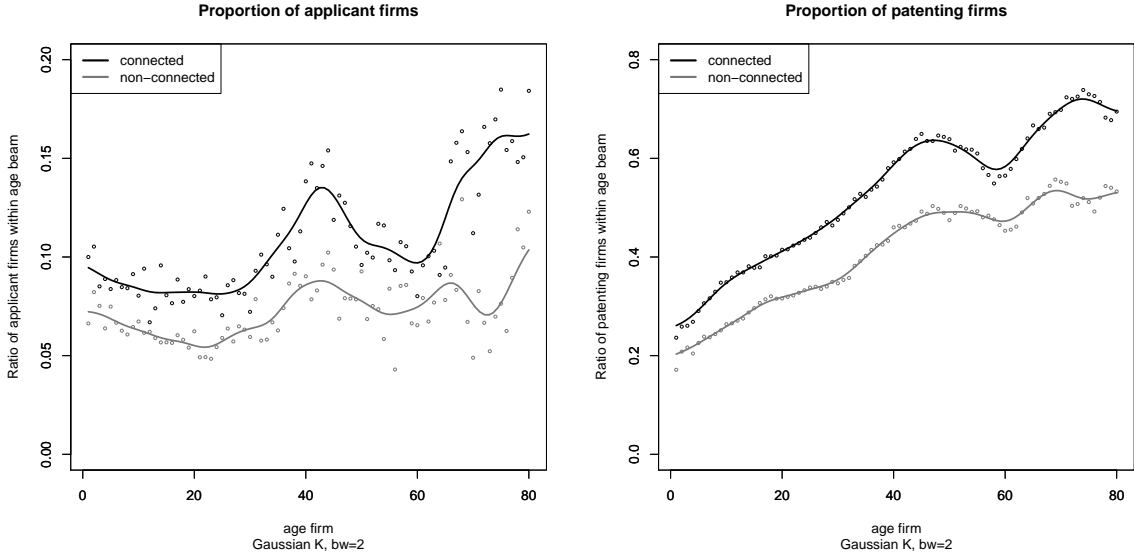 Proportion of applicant firms
connected
non−connected
Ratio of applicant firms within age beam
0.20
0.15
0.10
0.05
0.00
0 20 40 60 80
age firm
Gaussian K, bw=2
Proportion of patenting firms
connected
non−connected
Ratio of patenting firms within age beam
0.8
0.6
0.4
0.2
0.0
0 20 40 60 80
age firm
Gaussian K, bw=2